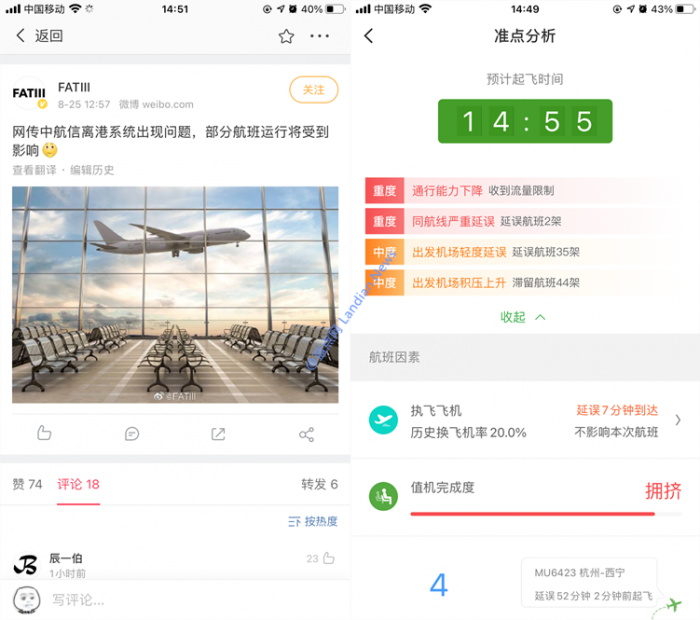 中国移动
14:51
40%
返回
FATIII
FATIII
8-25 12:57 微博 weibo.com
关注
网传中航信离港系统出现问题，部分航班运行将受到
影响
查看翻译 · 编辑历史
@FATIII
赞 74
评论 18
转发 6
按热度
辰一伯
1小时前
23
写评论...
中国移动
14:49
43%
准点分析
预计起飞时间
14:55
重度 通行能力下降 收到流量限制
重度 同航线严重延误 延误航班2架
中度 出发机场轻度延误 延误航班35架
中度 出发机场积压上升 滞留航班44架
收起
航班因素
执飞飞机
延误7分钟到达
历史换飞机率20.0%
不影响本次航班
值机完成度
拥挤
4
MU6423 杭州-西宁
延误52分钟 2分钟前起飞
Landian News